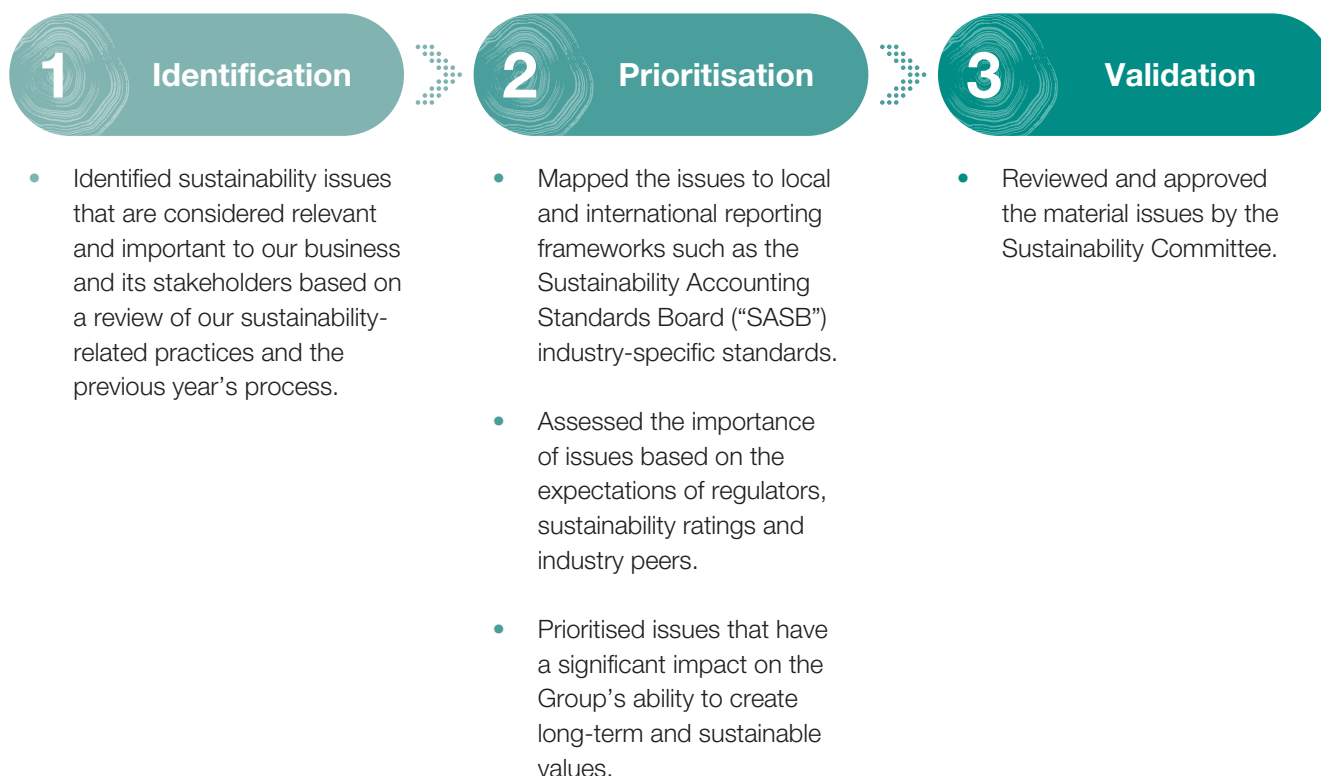 1 Identification
• Identified sustainability issues
that are considered relevant
and important to our business
and its stakeholders based on
a review of our sustainability-
related practices and the
previous year’s process.
2 Prioritisation
• Mapped the issues to local
and international reporting
frameworks such as the
Sustainability Accounting
Standards Board (“SASB”)
industry-specific standards.
• Assessed the importance
of issues based on the
expectations of regulators,
sustainability ratings and
industry peers.
• Prioritised issues that have
a significant impact on the
Group’s ability to create
long-term and sustainable
values.
3 Validation
• Reviewed and approved
the material issues by the
Sustainability Committee.